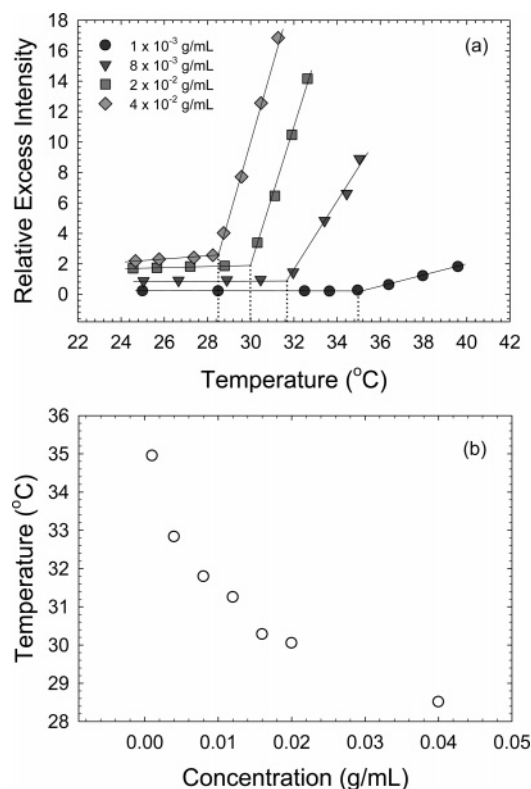 (a)
1 x 10⁻³ g/mL
8 x 10⁻³ g/mL
2 x 10⁻² g/mL
4 x 10⁻² g/mL
Relative Excess Intensity
18
16
14
12
10
8
6
4
2
0
22 24 26 28 30 32 34 36 38 40 42
Temperature (°C)
(b)
Temperature (°C)
36
35
34
33
32
31
30
29
28
0.00 0.01 0.02 0.03 0.04 0.05
Concentration (g/mL)